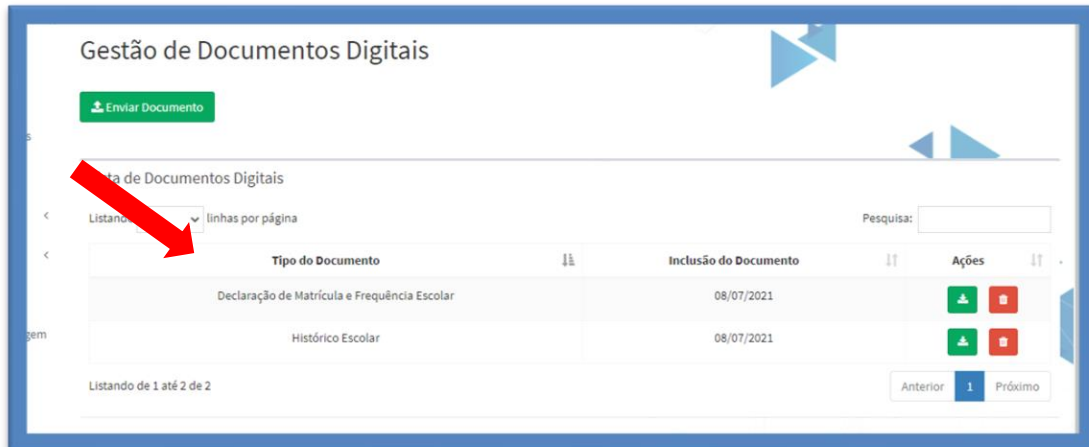 Gestão de Documentos Digitais
Enviar Documento
s
de Documentos Digitais
linhas por página
Pesquisa:
Tipo do Documento Inclusão do Documento Ações
Declaração de Matrícula e Frequência Escolar 08/07/2021
gem
Histórico Escolar 08/07/2021
Listando de 1 até 2 de 2
Anterior 1 Próximo